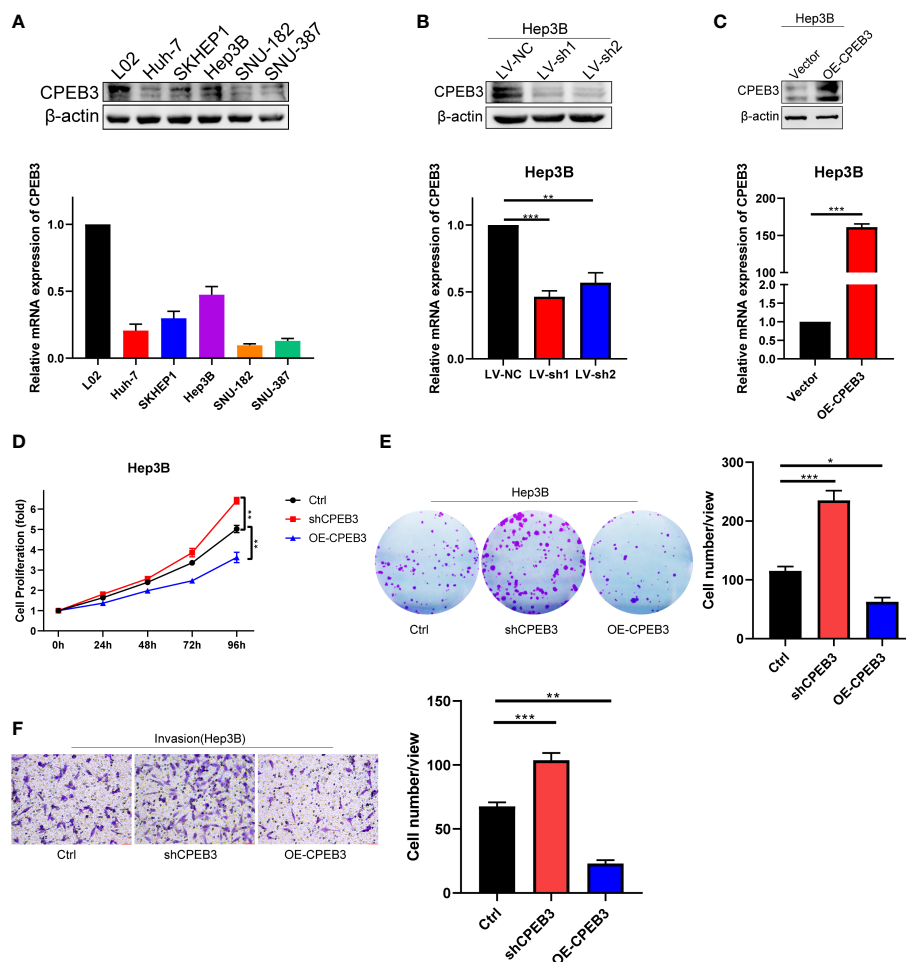 A
L02 Huh-7 SKHEP1 Hep3B SNU-182 SNU-387
CPEB3
β-actin
Relative mRNA expression of CPEB3
1.0
0.5
0.0
L02 Huh-7 SKHEP1 Hep3B SNU-182 SNU-387
B
Hep3B
LV-NC LV-sh1 LV-sh2
CPEB3
β-actin
Hep3B
Relative mRNA expression of CPEB3
**
***
1.0
0.5
0.0
LV-NC LV-sh1 LV-sh2
C
Hep3B
Vector OE-CPEB3
CPEB3
β-actin
Hep3B
Relative mRNA expression of CPEB3
***
200
150
100
2.0
1.5
1.0
0.5
0.0
Vector OE-CPEB3
D
Hep3B
Cell Proliferation (fold)
6
5
4
3
2
1
0
0h 24h 48h 72h 96h
**
**
Ctrl
shCPEB3
OE-CPEB3
E
Hep3B
Ctrl shCPEB3 OE-CPEB3
Cell number/view
*
***
300
200
100
0
Ctrl shCPEB3 OE-CPEB3
F
Invasion(Hep3B)
Ctrl shCPEB3 OE-CPEB3
Cell number/view
**
***
150
100
50
0
Ctrl shCPEB3 OE-CPEB3